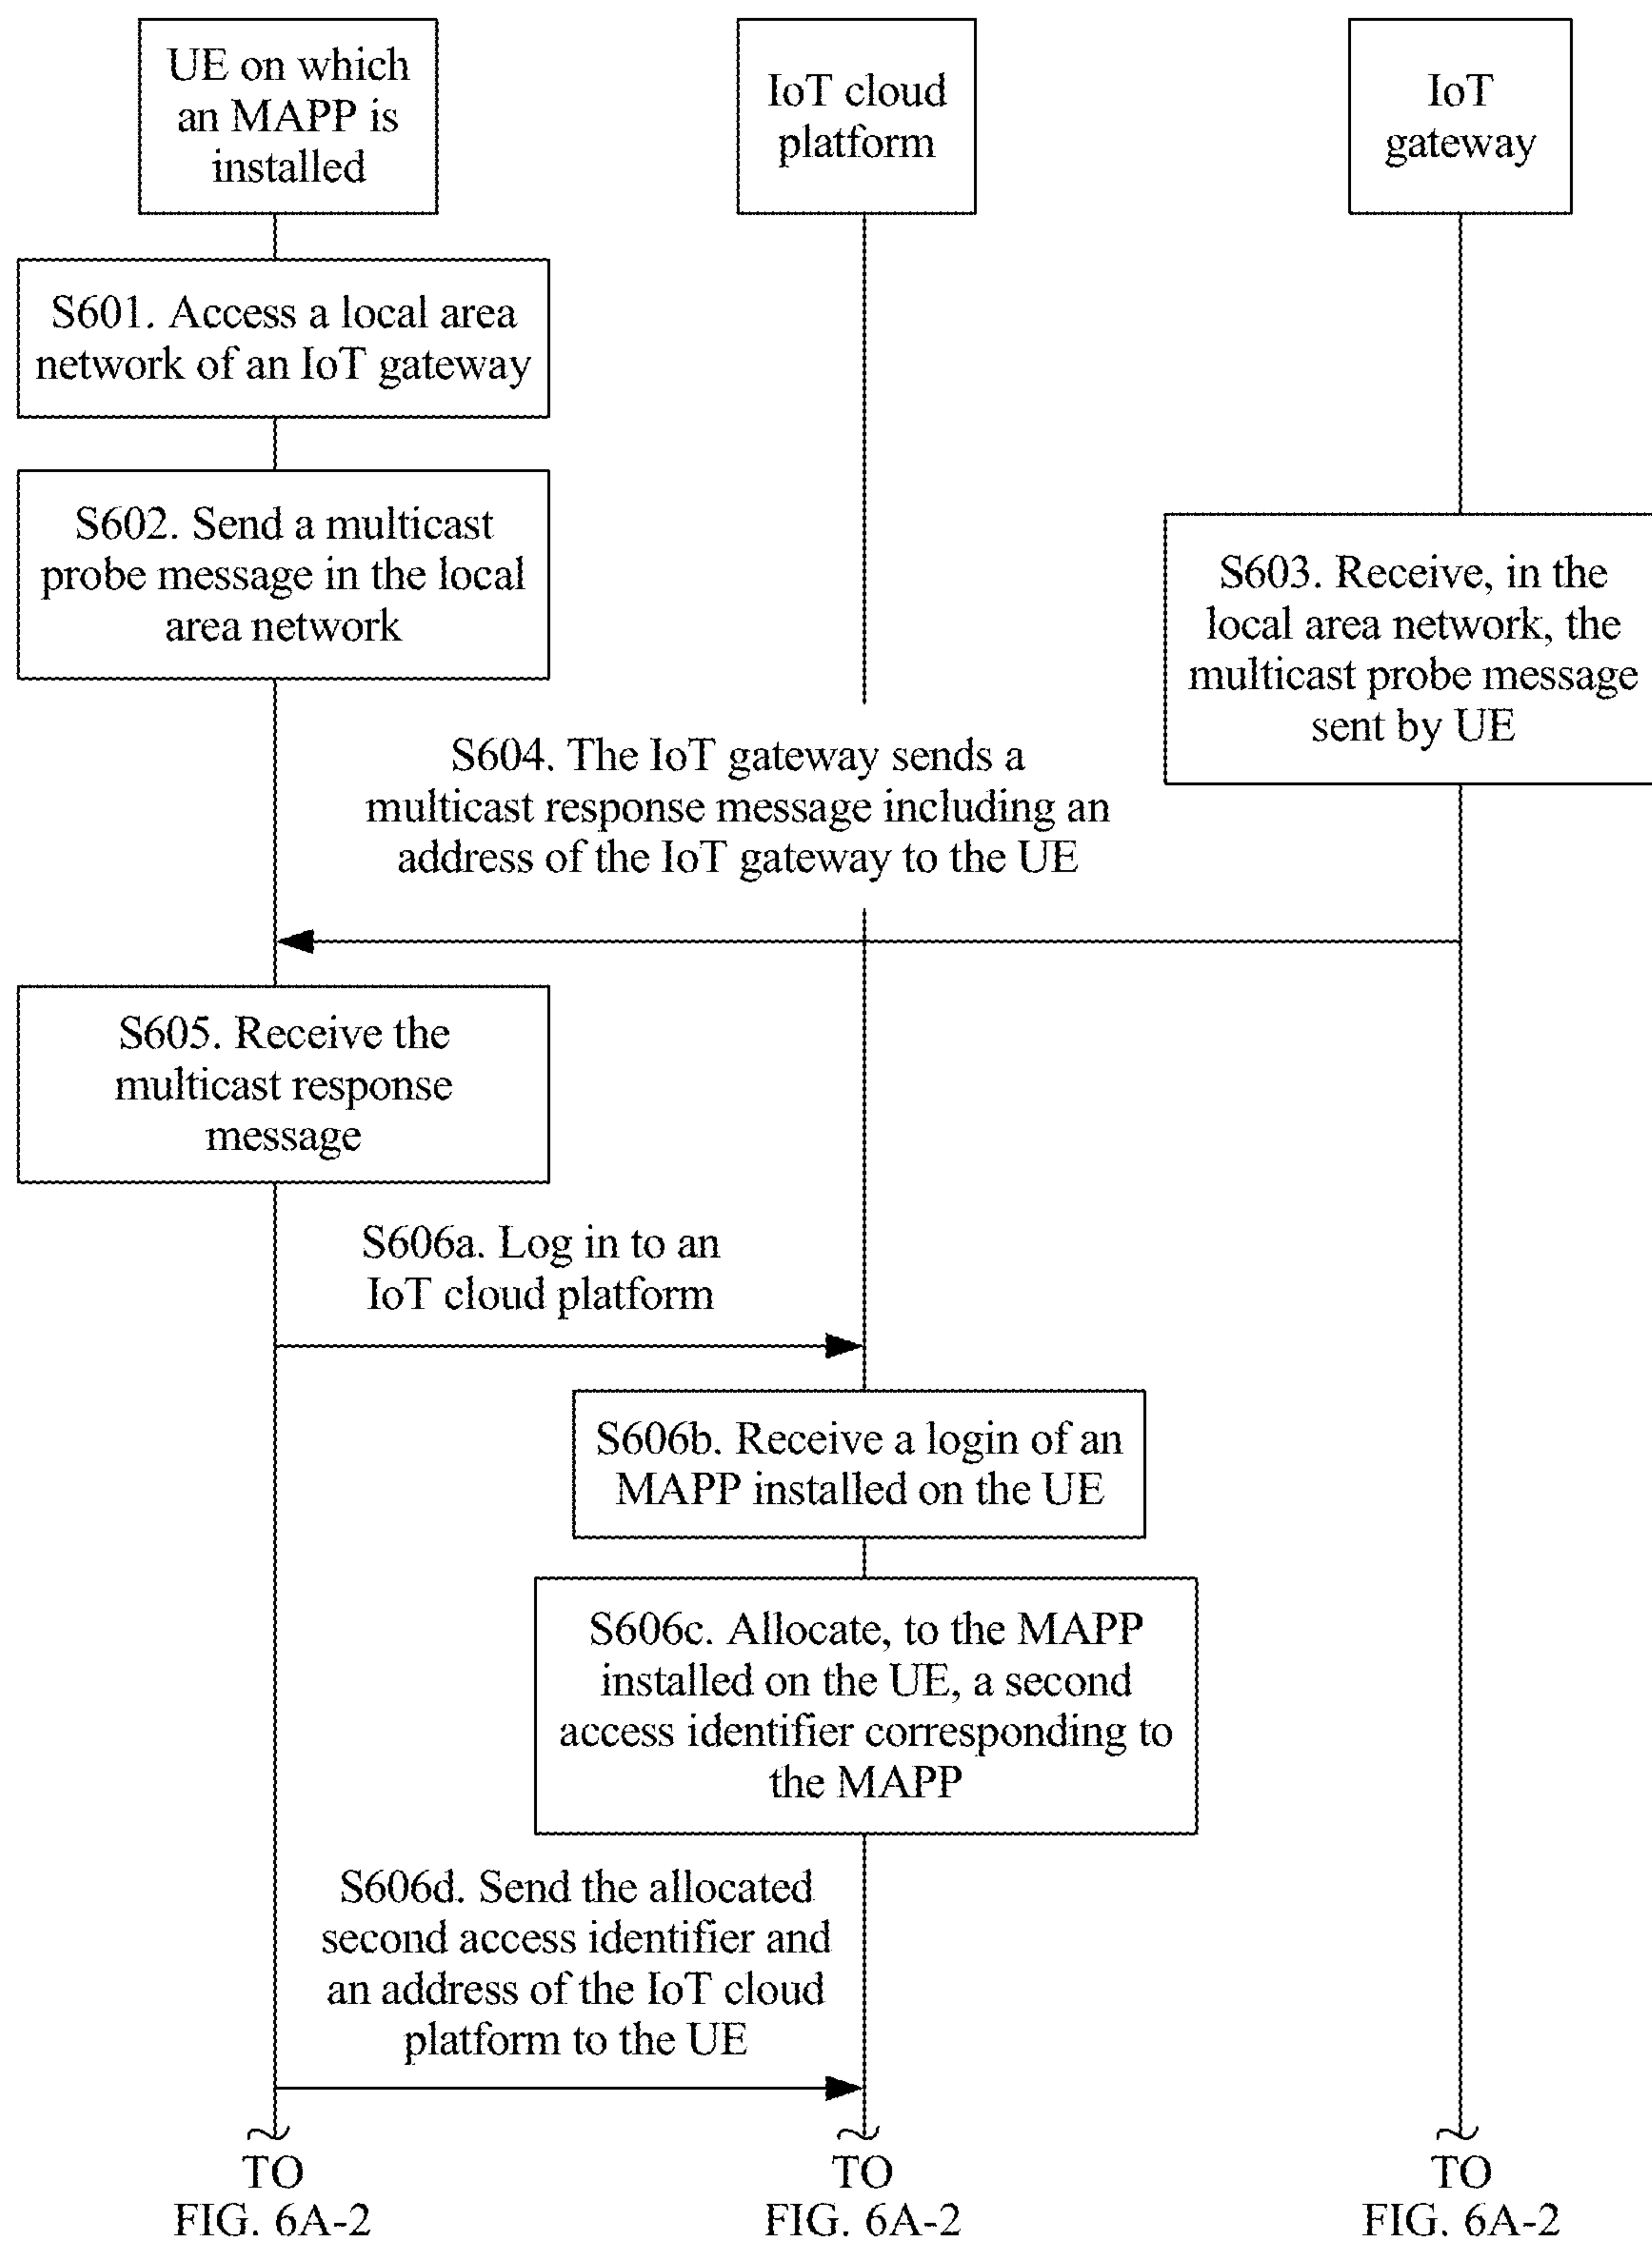 UE on which
an MAPP is
installed
IoT cloud
platform
IoT
gateway
S601. Access a local area
network of an IoT gateway
S602. Send a multicast
probe message in the local
area network
S603. Receive, in the
local area network, the
multicast probe message
sent by UE
S604. The IoT gateway sends a
multicast response message including an
address of the IoT gateway to the UE
S605. Receive the
multicast response
message
S606a. Log in to an
IoT cloud platform
S606b. Receive a login of an
MAPP installed on the UE
S606c. Allocate, to the MAPP
installed on the UE, a second
access identifier corresponding to
the MAPP
S606d. Send the allocated
second access identifier and
an address of the IoT cloud
platform to the UE
TO
FIG. 6A-2
TO
FIG. 6A-2
TO
FIG. 6A-2